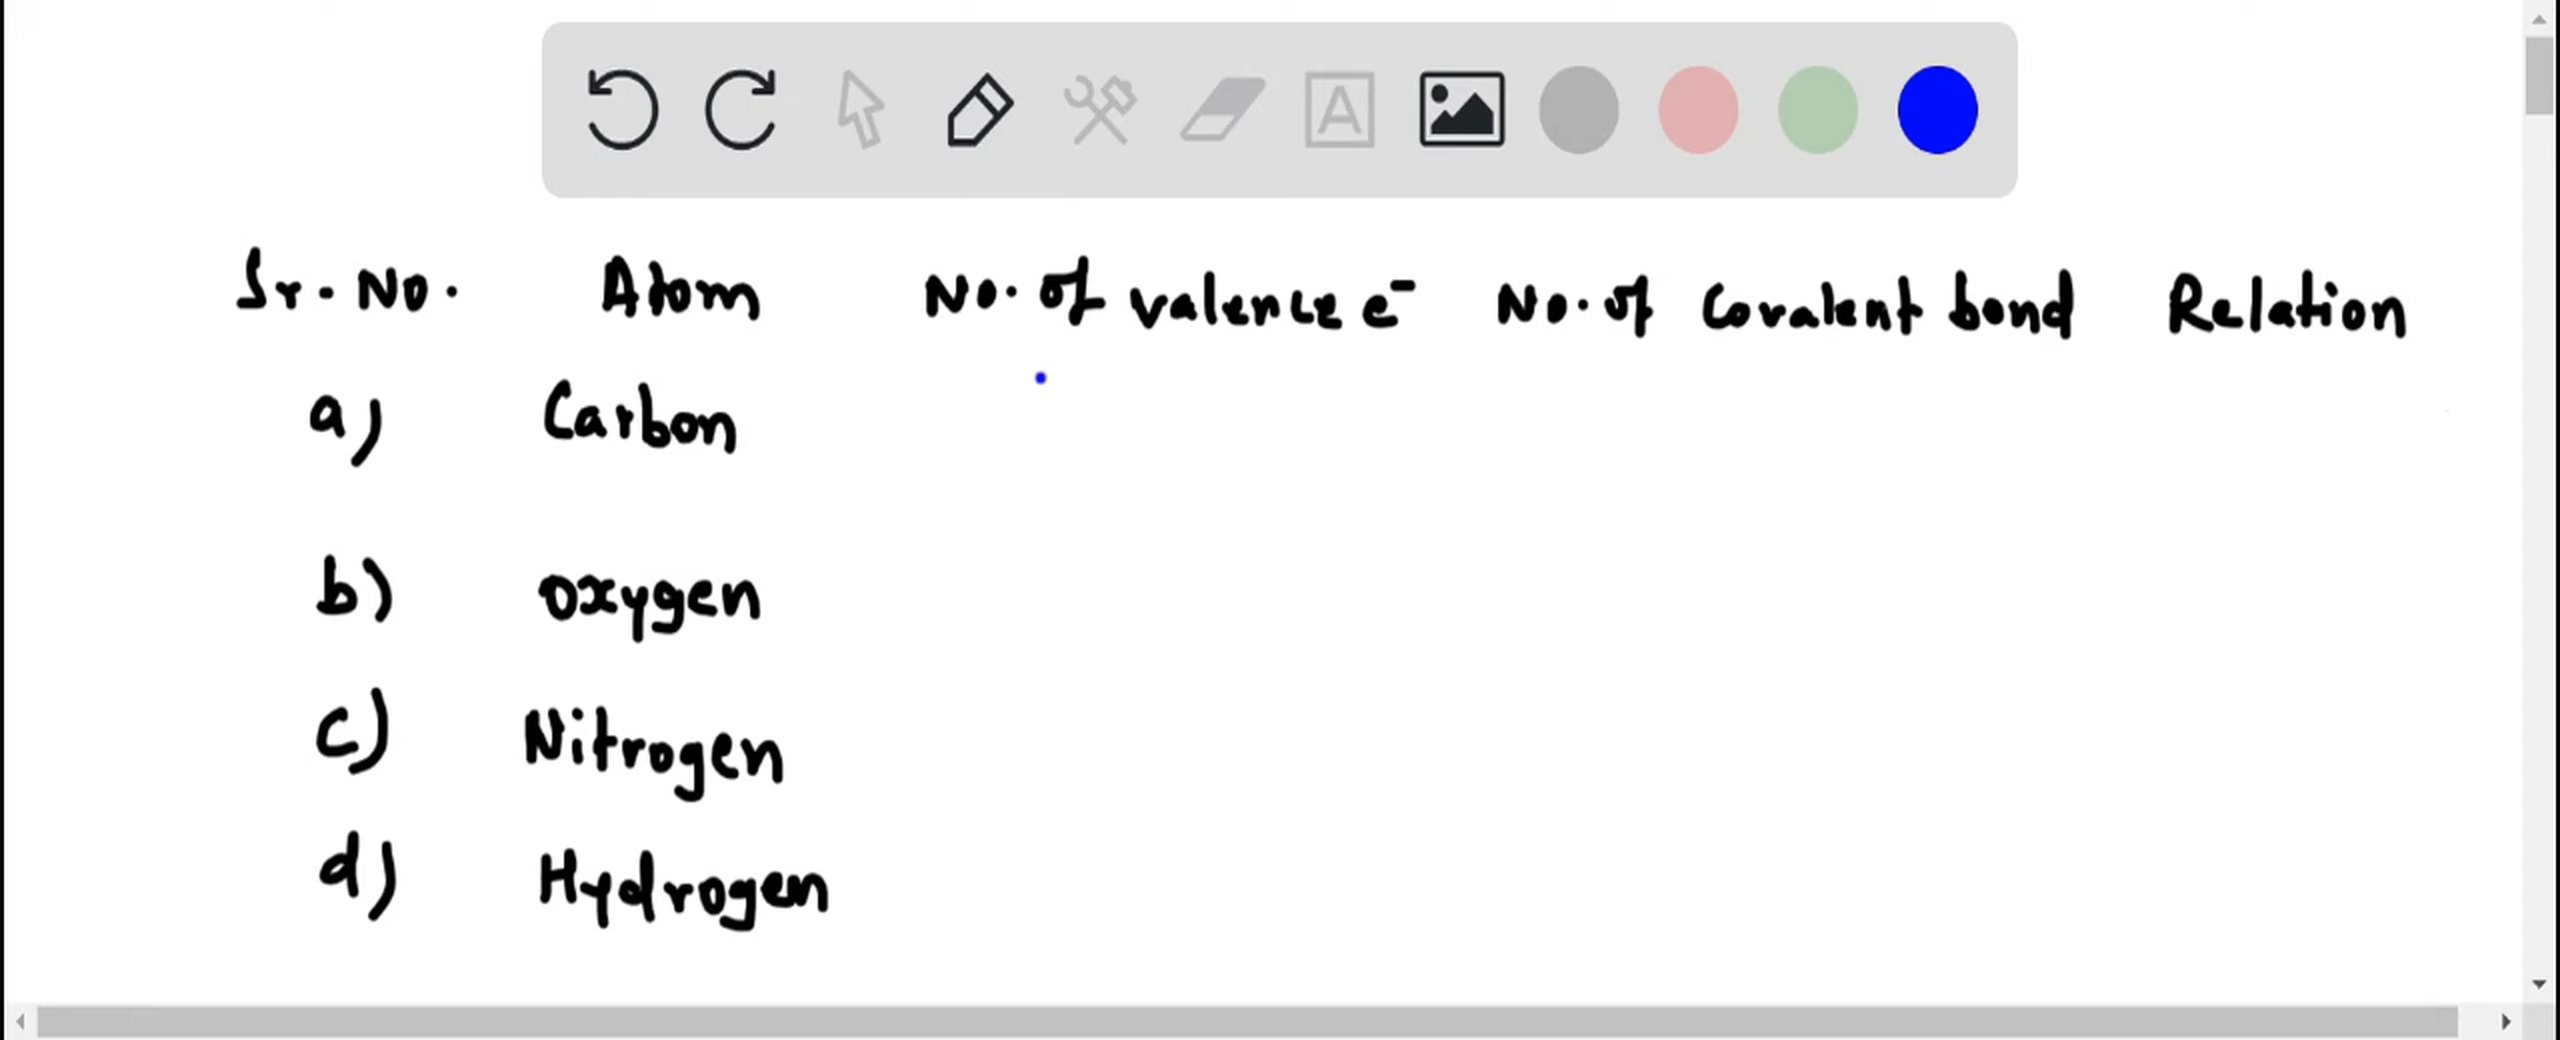 Sr. No. Atom No. of valence e⁻ No. of Covalent bond Relation
a) Carbon
b) oxygen
c) Nitrogen
d) Hydrogen